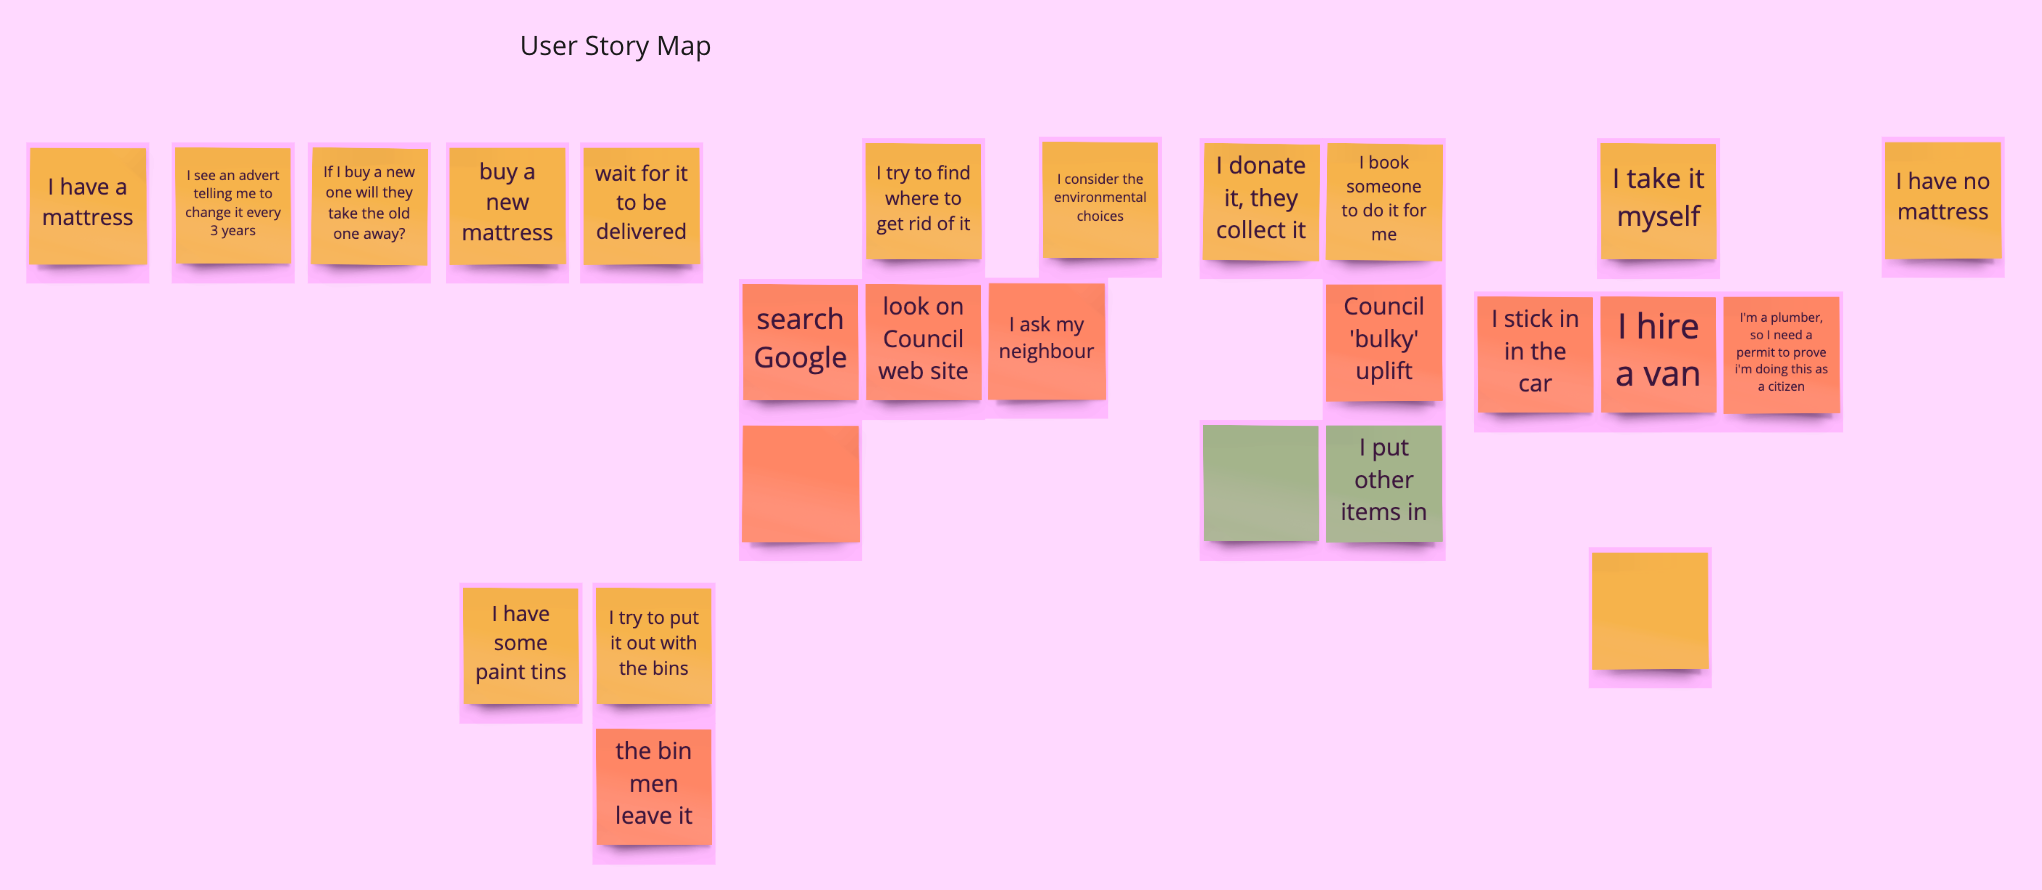 User Story Map
I have a
mattress
I see an advert
telling me to
change it every
3 years
If I buy a new
one will they
take the old
one away?
buy a
new
mattress
wait for it
to be
delivered
I try to find
where to
get rid of it
I consider the
environmental
choices
I donate
it, they
collect it
I book
someone
to do it for
me
I take it
myself
I have no
mattress
search
Google
look on
Council
web site
I ask my
neighbour
Council
'bulky'
uplift
I stick in
in the
car
I hire
a van
I'm a plumber,
so I need a
permit to prove
i'm doing this as
a citizen
I put
other
items in
I have
some
paint tins
I try to put
it out with
the bins
the bin
men
leave it